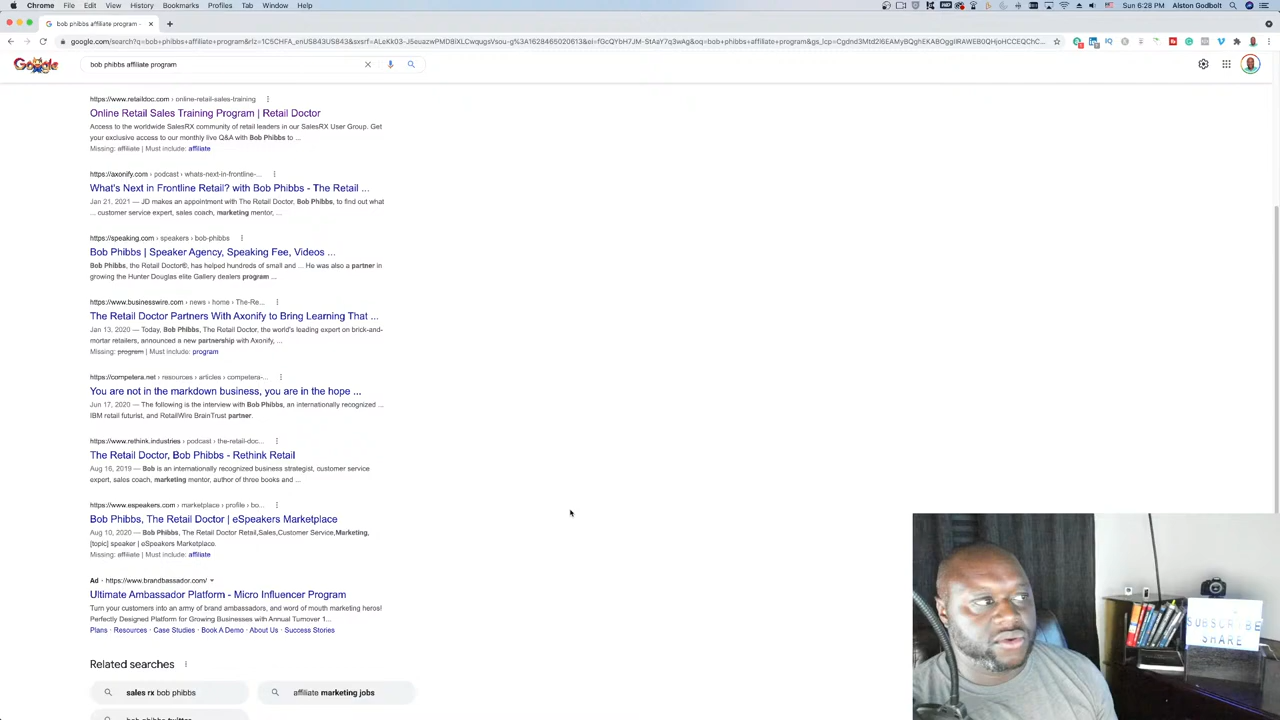 Chrome File Edit View History Bookmarks Profiles Tab Window Help
Sun 6:28 PM Alston Godbolt
bob phibbs affiliate program -
bob phibbs affiliate program
https://www.retaildoc.com › online-retail-sales-training
Online Retail Sales Training Program | Retail Doctor
Access to the worldwide SalesRX community of retail leaders in our SalesRX User Group. Get
your exclusive access to our monthly live Q&A with Bob Phibbs to ...
Missing: affiliate | Must include: affiliate
https://axonify.com › podcast › whats-next-in-frontline-...
What's Next in Frontline Retail? with Bob Phibbs - The Retail ...
Jan 21, 2021 — JD makes an appointment with The Retail Doctor, Bob Phibbs, to find out what
... customer service expert, sales coach, marketing mentor, ...
https://speaking.com › speakers › bob-phibbs
Bob Phibbs | Speaker Agency, Speaking Fee, Videos ...
Bob Phibbs, the Retail Doctor®, has helped hundreds of small and ... He was also a partner in
growing the Hunter Douglas elite Gallery dealers program ...
https://www.businesswire.com › news › home › The-Re...
The Retail Doctor Partners With Axonify to Bring Learning That ...
Jan 13, 2020 — Today, Bob Phibbs, The Retail Doctor, the world's leading expert on brick-and-
mortar retailers, announced a new partnership with Axonify, ...
Missing: program | Must include: program
https://competera.net › resources › articles › competera-...
You are not in the markdown business, you are in the hope ...
Jun 17, 2020 — The following is the interview with Bob Phibbs, an internationally recognized ...
IBM retail futurist, and RetailWire BrainTrust partner.
https://www.rethink.industries › podcast › the-retail-doc...
The Retail Doctor, Bob Phibbs - Rethink Retail
Aug 16, 2019 — Bob is an internationally recognized business strategist, customer service
expert, sales coach, marketing mentor, author of three books and ...
https://www.espeakers.com › marketplace › profile › bo...
Bob Phibbs, The Retail Doctor | eSpeakers Marketplace
Aug 10, 2020 — Bob Phibbs, The Retail Doctor Retail,Sales,Customer Service,Marketing,
[topic] speaker | eSpeakers Marketplace.
Missing: affiliate | Must include: affiliate
Ad · https://www.brandbassador.com/
Ultimate Ambassador Platform - Micro Influencer Program
Turn your customers into an army of brand ambassadors, and word of mouth marketing heros!
Perfectly Designed Platform for Growing Businesses with Annual Turnover 1...
Plans · Resources · Case Studies · Book A Demo · About Us · Success Stories
Related searches
sales rx bob phibbs
affiliate marketing jobs
SUBSCRIBE
SHARE